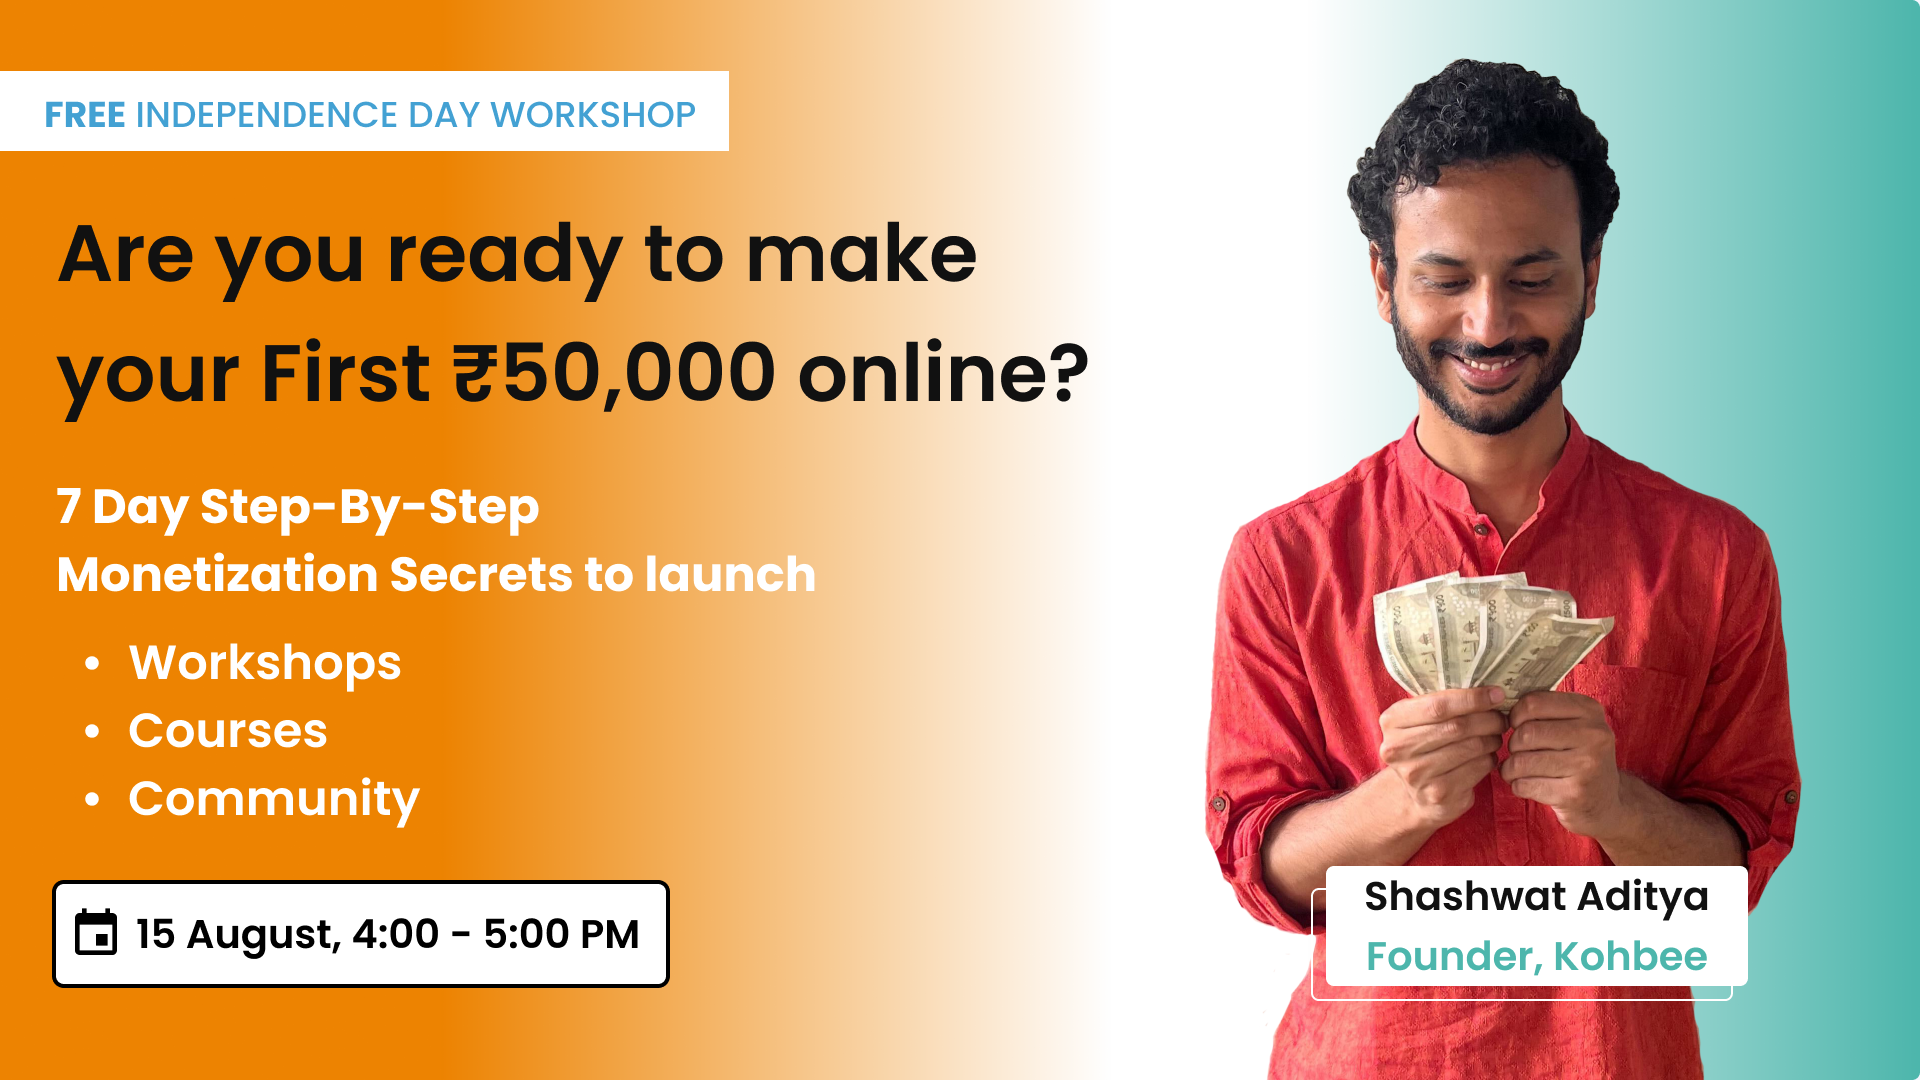 FREE INDEPENDENCE DAY WORKSHOP
Are you ready to make
your First ₹50,000 online?
7 Day Step-By-Step
Monetization Secrets to launch
• Workshops
• Courses
• Community
15 August, 4:00 - 5:00 PM
Shashwat Aditya
Founder, Kohbee